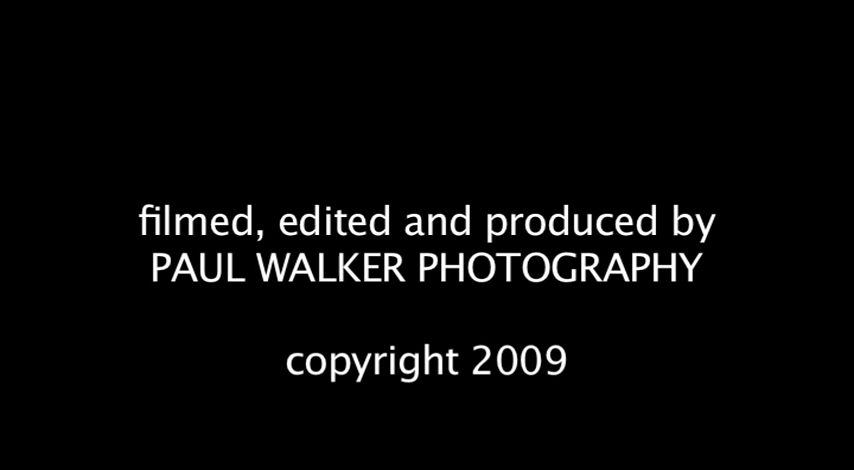 filmed, edited and produced by
PAUL WALKER PHOTOGRAPHY
copyright 2009